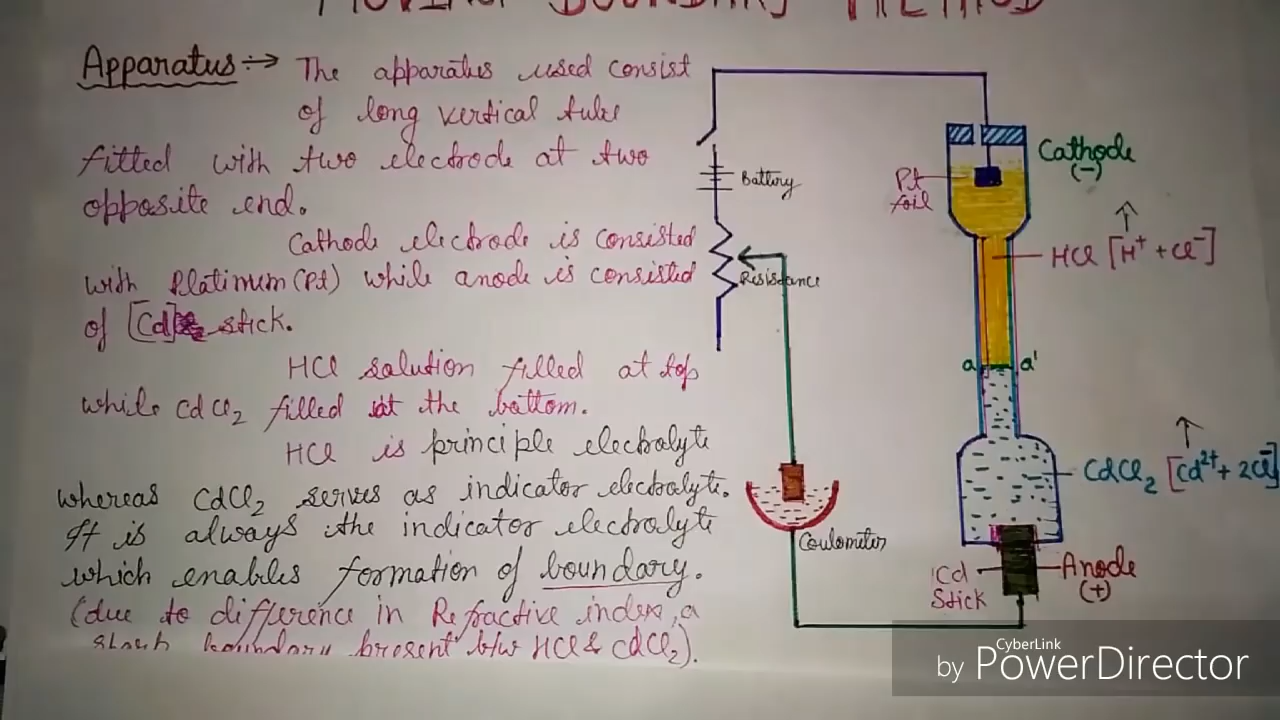 MOVING BOUNDARY METHOD
Apparatus :→ The apparatus used consist
of long vertical tube
fitted with two electrode at two
opposite end.
Cathode electrode is consisted
with Platinum (Pt) while anode is consisted
of [Cd] stick.
HCl solution filled at top
while CdCl2 filled at the bottom.
HCl is principle electrolyte
whereas CdCl2 serves as indicator electrolyte.
It is always the indicator electrolyte
which enables formation of boundary.
(due to difference in Refractive index, a
boundary present b/w HCl & CdCl2).
Battery
Resistance
Coulometer
Cathode
(-)
Pt
foil
HCl [H+ + Cl-]
a a'
CdCl2 [Cd2+ + 2Cl-]
Cd
Stick
Anode
(+)
CyberLink
by PowerDirector